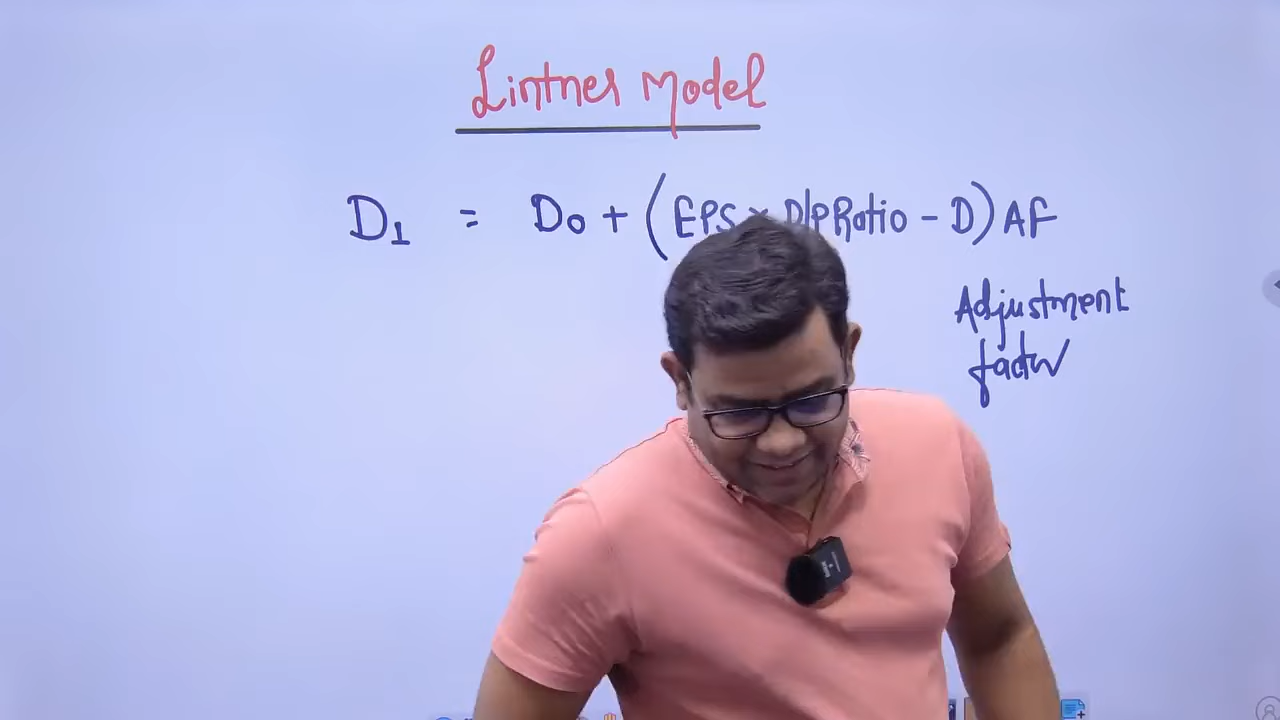 Lintner Model
D1 = D0 + (EPS × D/P Ratio - D) AF
Adjustment
factor